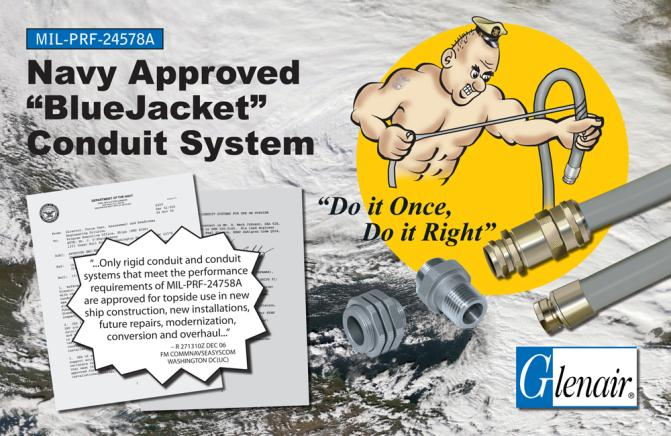 MIL-PRF-24578A
Navy Approved
“BlueJacket”
Conduit System
“Do it Once,
Do it Right”
DEPARTMENT OF THE NAVY
“...Only rigid conduit and conduit
systems that meet the performance
requirements of MIL-PRF-24758A
are approved for topside use in new
ship construction, new installations,
future repairs, modernization,
conversion and overhaul...”
– R 271310Z DEC 06
FM COMMNAVSEASYSCOM
WASHINGTON DC(UC)
Glenair®